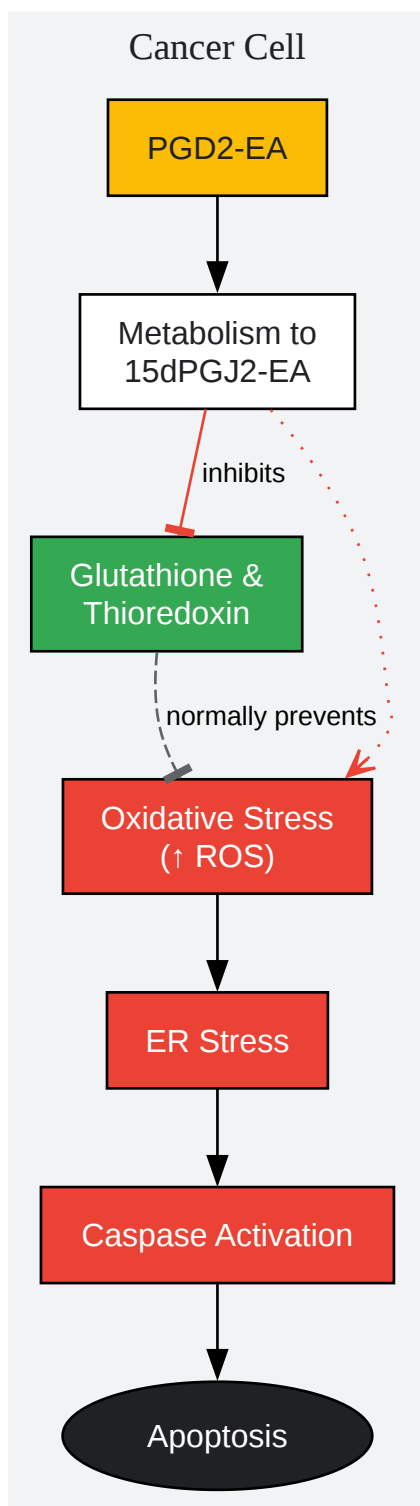 Cancer Cell
PGD2-EA
Metabolism to
15dPGJ2-EA
inhibits
Glutathione &
Thioredoxin
normally prevents
Oxidative Stress
(↑ ROS)
ER Stress
Caspase Activation
Apoptosis